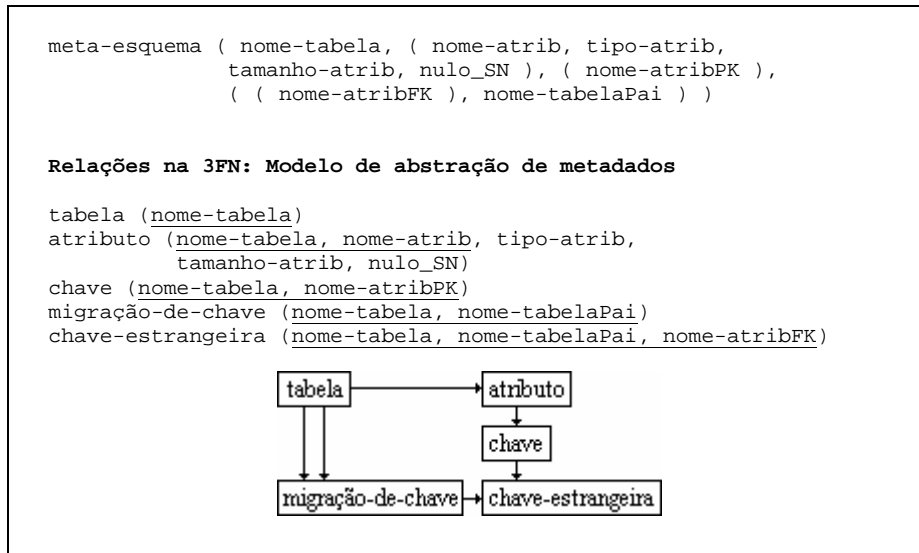 meta-esquema ( nome-tabela, ( nome-atrib, tipo-atrib,
tamanho-atrib, nulo_SN ), ( nome-atribPK ),
( ( nome-atribFK ), nome-tabelaPai ) )
Relações na 3FN: Modelo de abstração de metadados
tabela (nome-tabela)
atributo (nome-tabela, nome-atrib, tipo-atrib,
tamanho-atrib, nulo_SN)
chave (nome-tabela, nome-atribPK)
migração-de-chave (nome-tabela, nome-tabelaPai)
chave-estrangeira (nome-tabela, nome-tabelaPai, nome-atribFK)
tabela
atributo
chave
migração-de-chave
chave-estrangeira